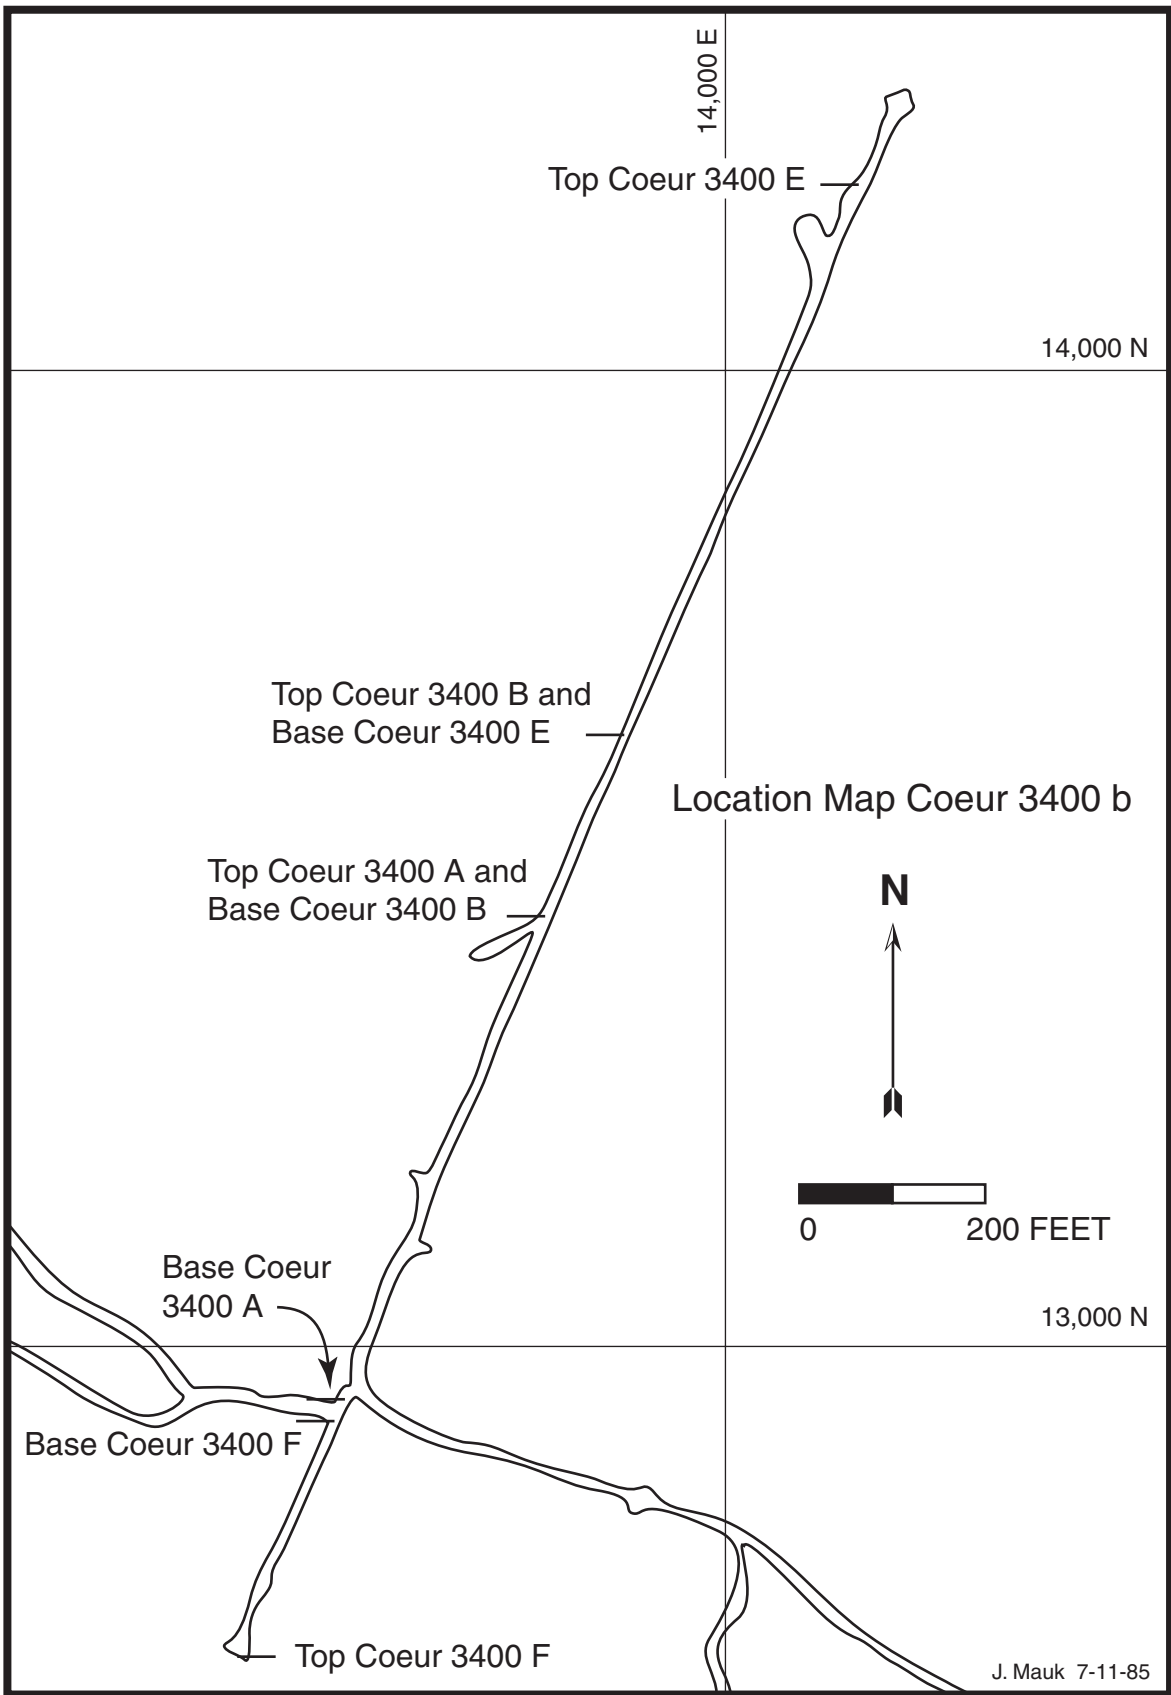 14,000 E
Top Coeur 3400 E
14,000 N
Top Coeur 3400 B and
Base Coeur 3400 E
Location Map Coeur 3400 b
Top Coeur 3400 A and
Base Coeur 3400 B
N
0
200 FEET
Base Coeur
3400 A
13,000 N
Base Coeur 3400 F
Top Coeur 3400 F
J. Mauk 7-11-85